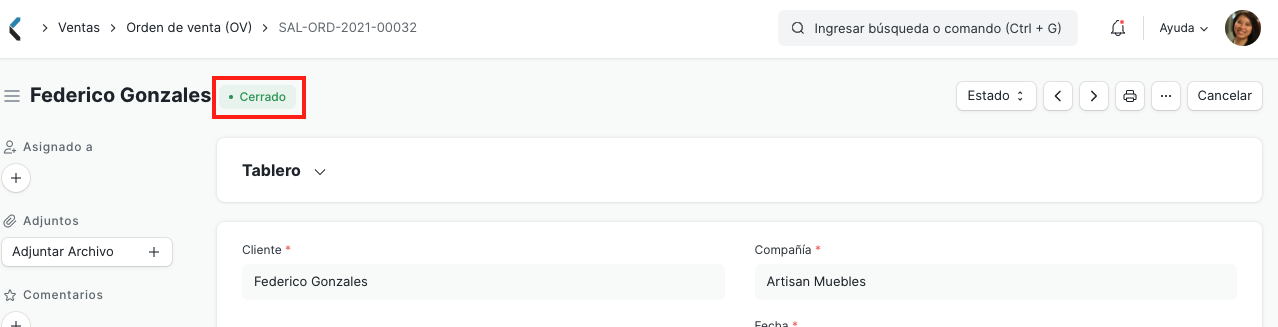 Ventas > Orden de venta (OV) > SAL-ORD-2021-00032
Ingresar búsqueda o comando (Ctrl + G)
Ayuda
Federico Gonzales
• Cerrado
Estado
Cancelar
Asignado a
Tablero
Adjuntos
Adjuntar Archivo +
Cliente *
Compañía *
Federico Gonzales
Artisan Muebles
Comentarios
Fecha *